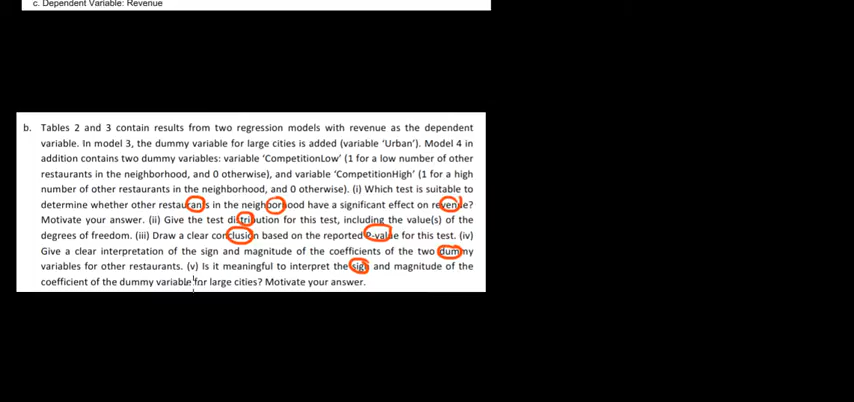 c. Dependent Variable: Revenue
b. Tables 2 and 3 contain results from two regression models with revenue as the dependent
variable. In model 3, the dummy variable for large cities is added (variable ‘Urban’). Model 4 in
addition contains two dummy variables: variable ‘CompetitionLow’ (1 for a low number of other
restaurants in the neighborhood, and 0 otherwise), and variable ‘CompetitionHigh’ (1 for a high
number of other restaurants in the neighborhood, and 0 otherwise). (i) Which test is suitable to
determine whether other restaurants in the neighborhood have a significant effect on revenue?
Motivate your answer. (ii) Give the test distribution for this test, including the value(s) of the
degrees of freedom. (iii) Draw a clear conclusion based on the reported P-value for this test. (iv)
Give a clear interpretation of the sign and magnitude of the coefficients of the two dummy
variables for other restaurants. (v) Is it meaningful to interpret the sign and magnitude of the
coefficient of the dummy variable for large cities? Motivate your answer.